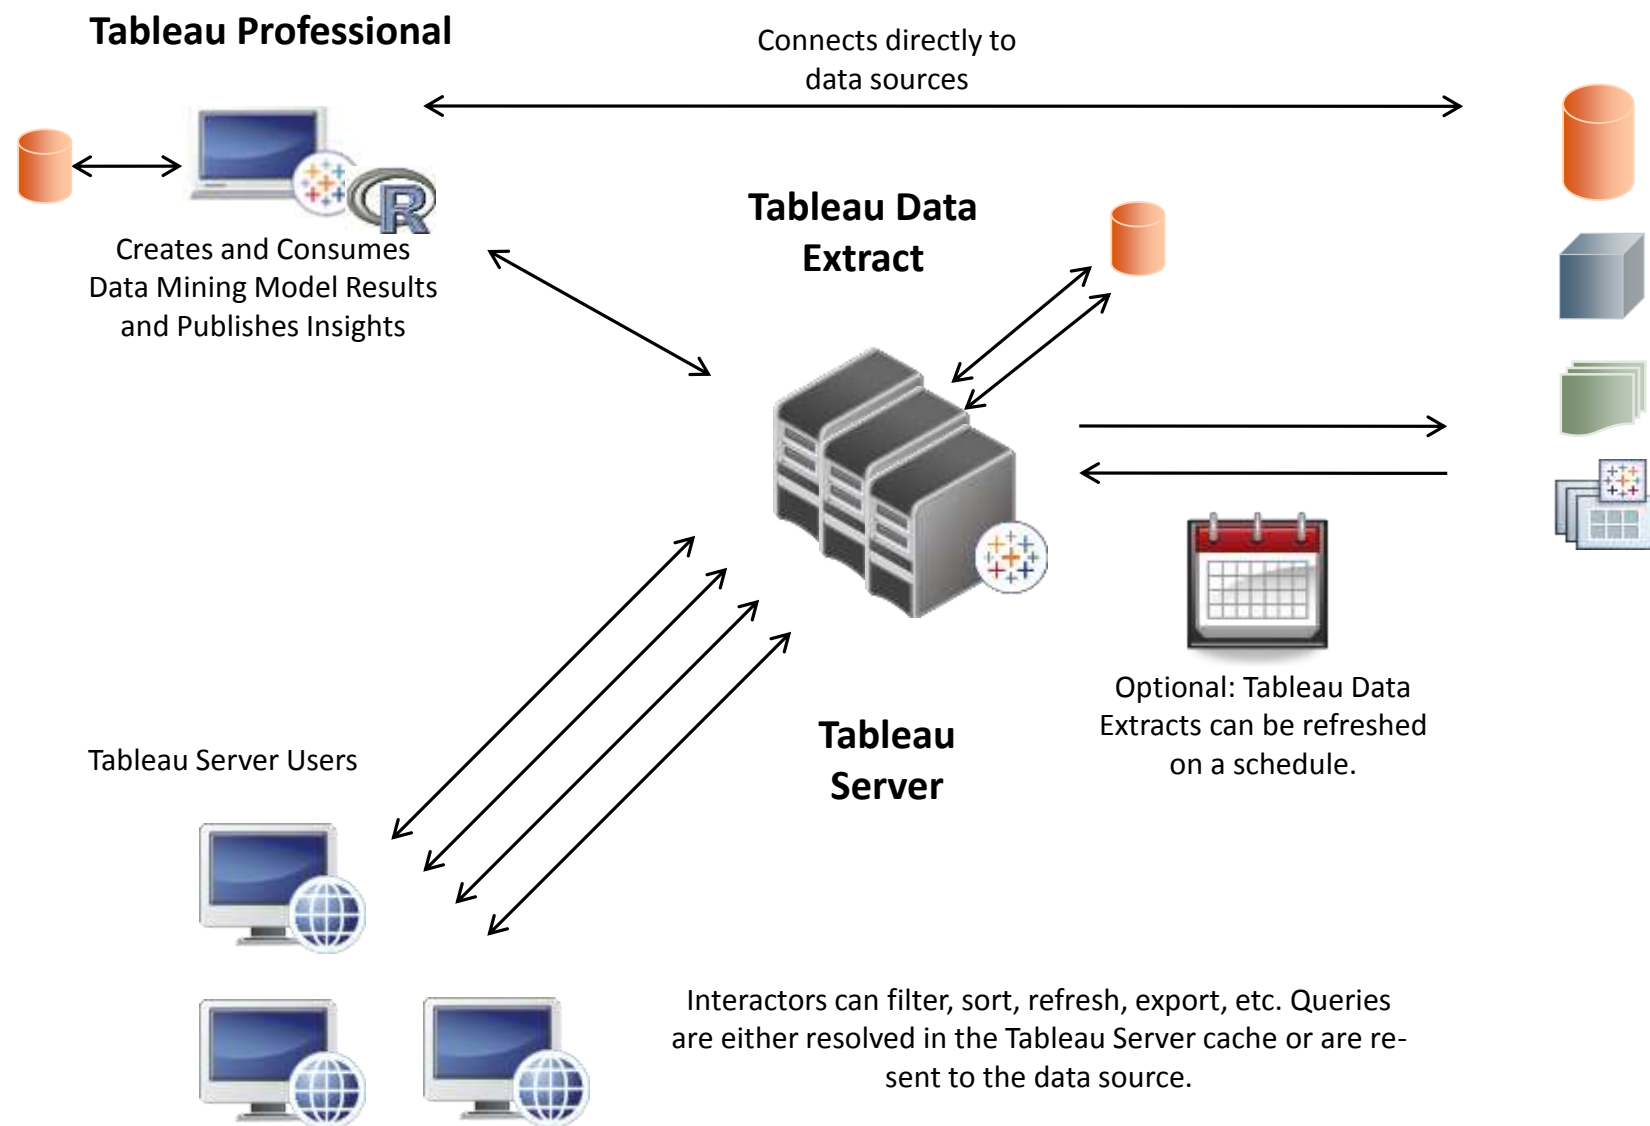 Tableau Professional
Connects directly to
data sources
R
Creates and Consumes
Data Mining Model Results
and Publishes Insights
Tableau Data
Extract
Optional: Tableau Data
Extracts can be refreshed
on a schedule.
Tableau
Server
Tableau Server Users
Interactors can filter, sort, refresh, export, etc. Queries
are either resolved in the Tableau Server cache or are re-
sent to the data source.